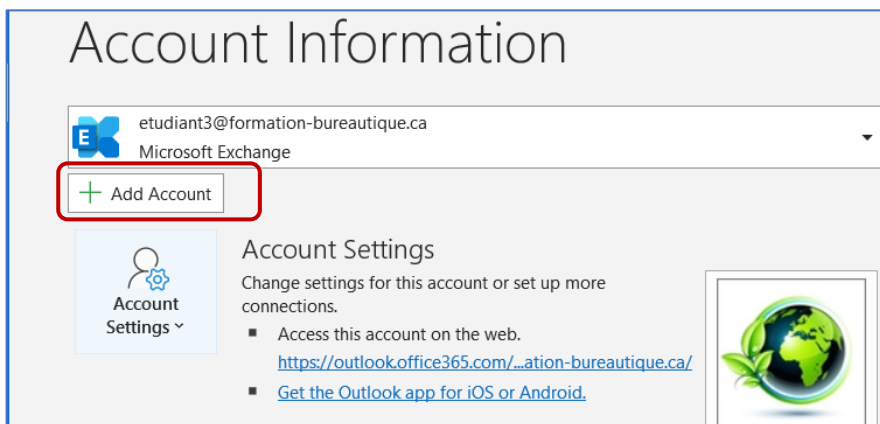 Account Information
E
etudiant3@formation-bureautique.ca
Microsoft Exchange
Add Account
Account
Settings
Account Settings
Change settings for this account or set up more
connections.
▪ Access this account on the web.
https://outlook.office365.com/...ation-bureautique.ca/
▪ Get the Outlook app for iOS or Android.